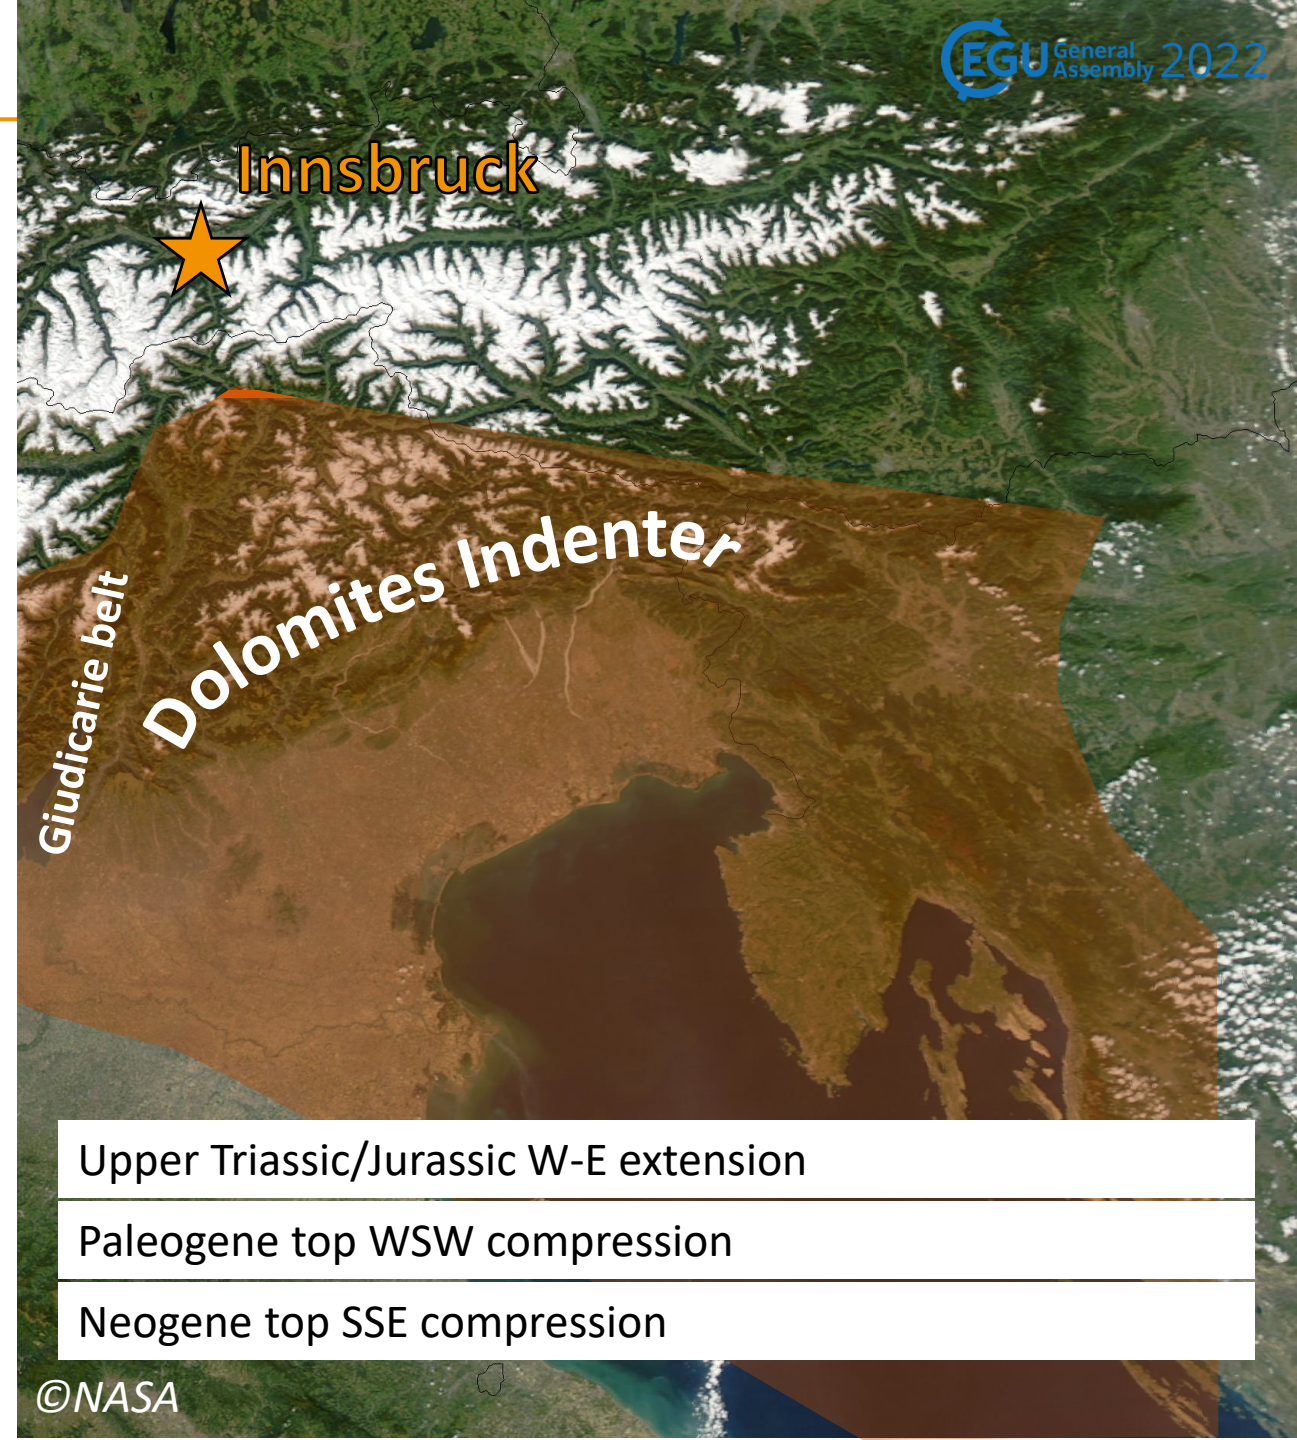 EGU General Assembly 2022
Innsbruck
Dolomites Indenter
Giudicarie belt
Upper Triassic/Jurassic W-E extension
Paleogene top WSW compression
Neogene top SSE compression
©NASA